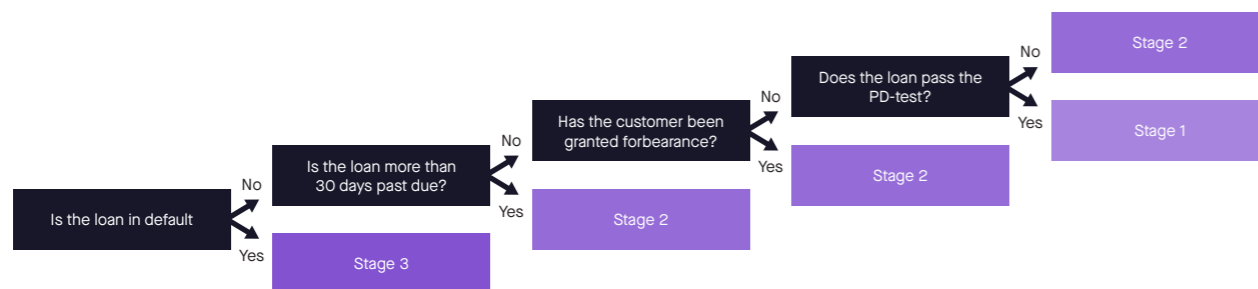 Is the loan in default
No
Yes
Stage 3
Is the loan more than
30 days past due?
No
Yes
Stage 2
Has the customer been
granted forbearance?
No
Yes
Stage 2
Does the loan pass the
PD-test?
No
Yes
Stage 2
Stage 1